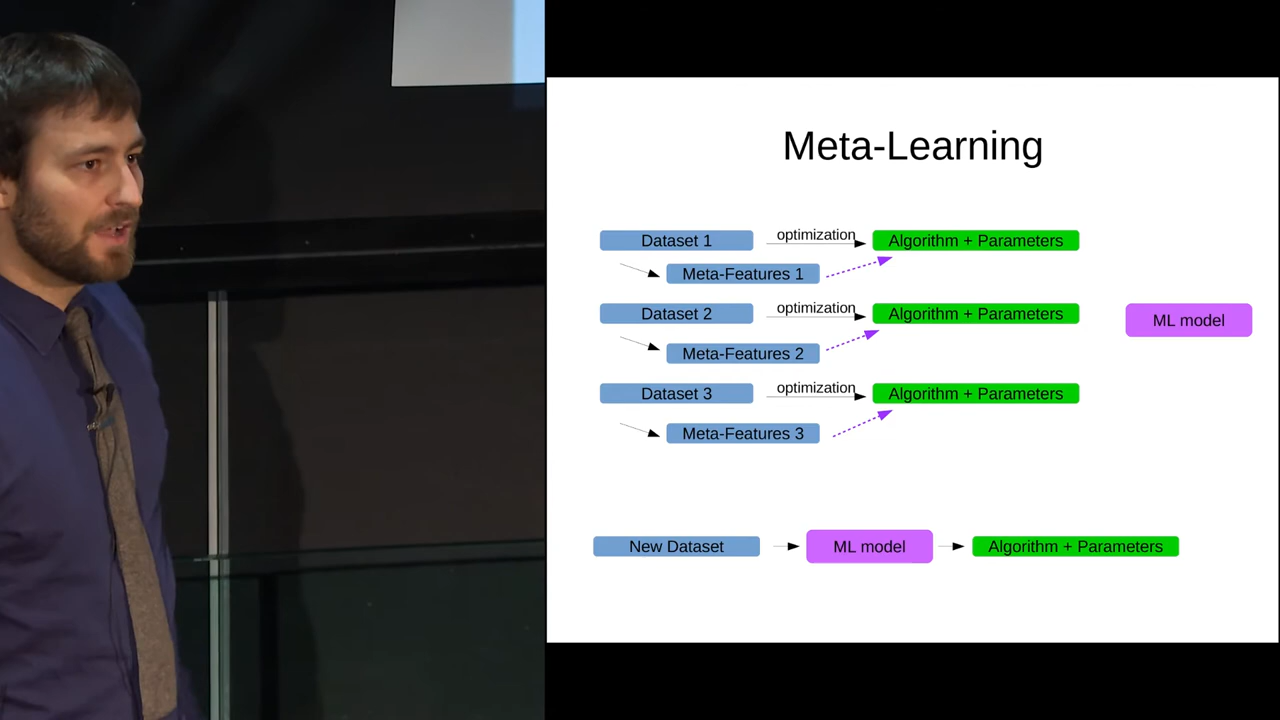 Meta-Learning
Dataset 1
optimization
Algorithm + Parameters
Meta-Features 1
Dataset 2
optimization
Algorithm + Parameters
ML model
Meta-Features 2
Dataset 3
optimization
Algorithm + Parameters
Meta-Features 3
New Dataset
ML model
Algorithm + Parameters